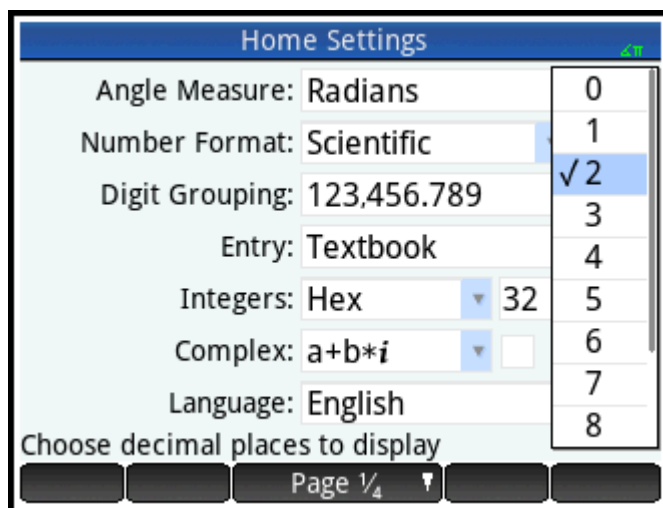 Home Settings
∡π
Angle Measure: Radians
Number Format: Scientific
Digit Grouping: 123,456.789
Entry: Textbook
Integers: Hex 32
Complex: a+b*i
Language: English
0
1
√ 2
3
4
5
6
7
8
Choose decimal places to display
Page ¼